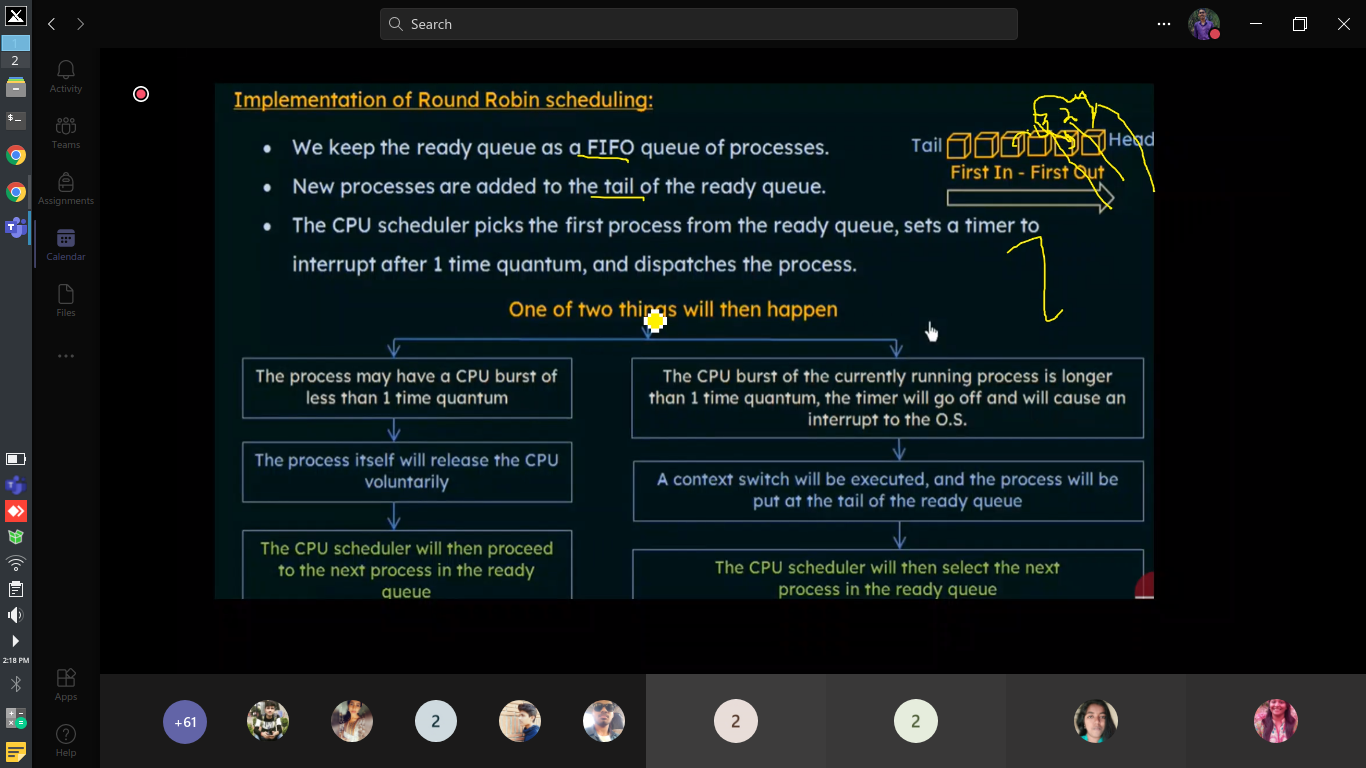 Search
1
2
Activity
Teams
Assignments
Calendar
Files
Apps
Help
2:18 PM
Implementation of Round Robin scheduling:
• We keep the ready queue as a FIFO queue of processes.
• New processes are added to the tail of the ready queue.
• The CPU scheduler picks the first process from the ready queue, sets a timer to
interrupt after 1 time quantum, and dispatches the process.
Tail
Head
First In - First Out
One of two things will then happen
The process may have a CPU burst of
less than 1 time quantum
The process itself will release the CPU
voluntarily
The CPU scheduler will then proceed
to the next process in the ready
queue
The CPU burst of the currently running process is longer
than 1 time quantum, the timer will go off and will cause an
interrupt to the O.S.
A context switch will be executed, and the process will be
put at the tail of the ready queue
The CPU scheduler will then select the next
process in the ready queue
+61
2
2
2